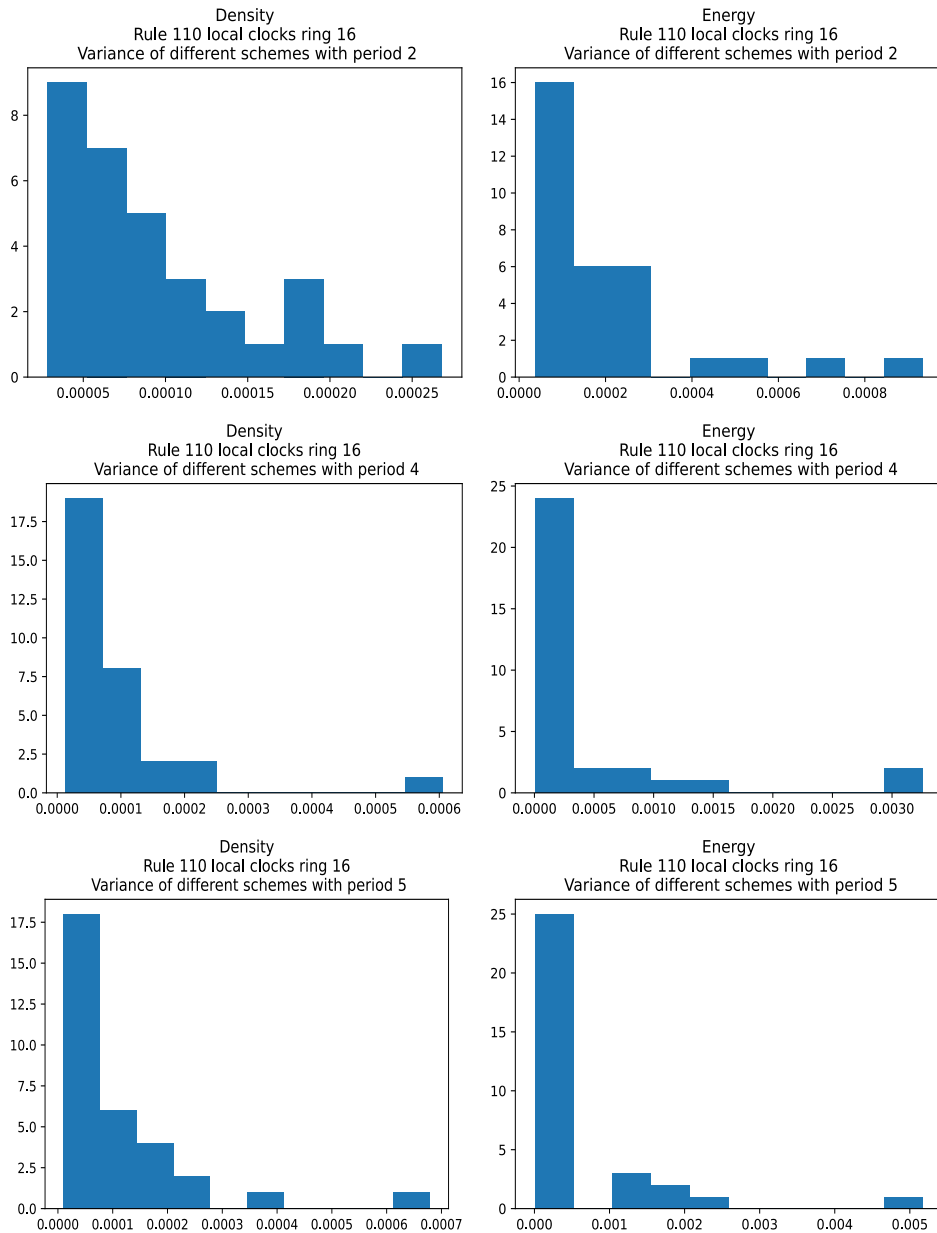 Density
Rule 110 local clocks ring 16
Variance of different schemes with period 2
8
6
4
2
0
0.00005 0.00010 0.00015 0.00020 0.00025
Energy
Rule 110 local clocks ring 16
Variance of different schemes with period 2
16
14
12
10
8
6
4
2
0
0.0000 0.0002 0.0004 0.0006 0.0008
Density
Rule 110 local clocks ring 16
Variance of different schemes with period 4
17.5
15.0
12.5
10.0
7.5
5.0
2.5
0.0
0.0000 0.0001 0.0002 0.0003 0.0004 0.0005 0.0006
Energy
Rule 110 local clocks ring 16
Variance of different schemes with period 4
25
20
15
10
5
0
0.0000 0.0005 0.0010 0.0015 0.0020 0.0025 0.0030
Density
Rule 110 local clocks ring 16
Variance of different schemes with period 5
17.5
15.0
12.5
10.0
7.5
5.0
2.5
0.0
0.0000 0.0001 0.0002 0.0003 0.0004 0.0005 0.0006 0.0007
Energy
Rule 110 local clocks ring 16
Variance of different schemes with period 5
25
20
15
10
5
0
0.000 0.001 0.002 0.003 0.004 0.005